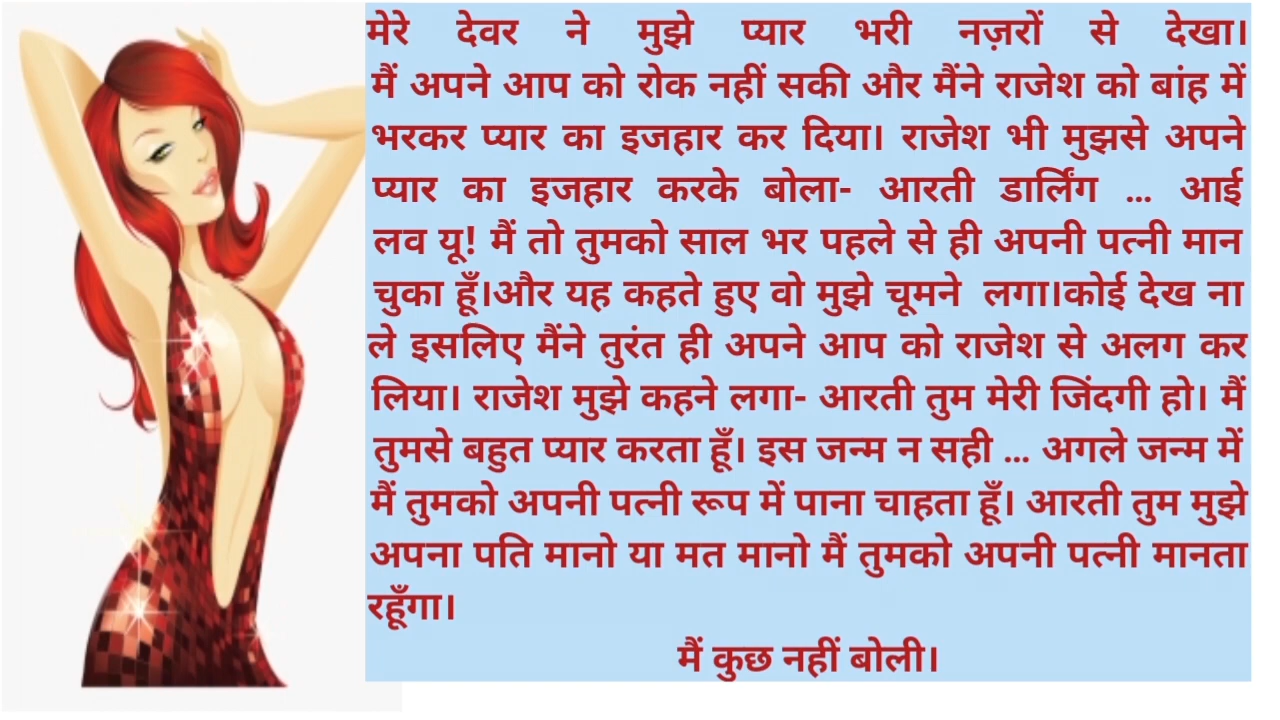 मेरे देवर ने मुझे प्यार भरी नज़रों से देखा।
मैं अपने आप को रोक नहीं सकी और मैंने राजेश को बांह में
भरकर प्यार का इजहार कर दिया। राजेश भी मुझसे अपने
प्यार का इजहार करके बोला- आरती डार्लिंग ... आई
लव यू! मैं तो तुमको साल भर पहले से ही अपनी पत्नी मान
चुका हूँ।और यह कहते हुए वो मुझे चूमने लगा।कोई देख ना
ले इसलिए मैंने तुरंत ही अपने आप को राजेश से अलग कर
लिया। राजेश मुझे कहने लगा- आरती तुम मेरी जिंदगी हो। मैं
तुमसे बहुत प्यार करता हूँ। इस जन्म न सही ... अगले जन्म में
मैं तुमको अपनी पत्नी रूप में पाना चाहता हूँ। आरती तुम मुझे
अपना पति मानो या मत मानो मैं तुमको अपनी पत्नी मानता
रहूँगा।
मैं कुछ नहीं बोली।